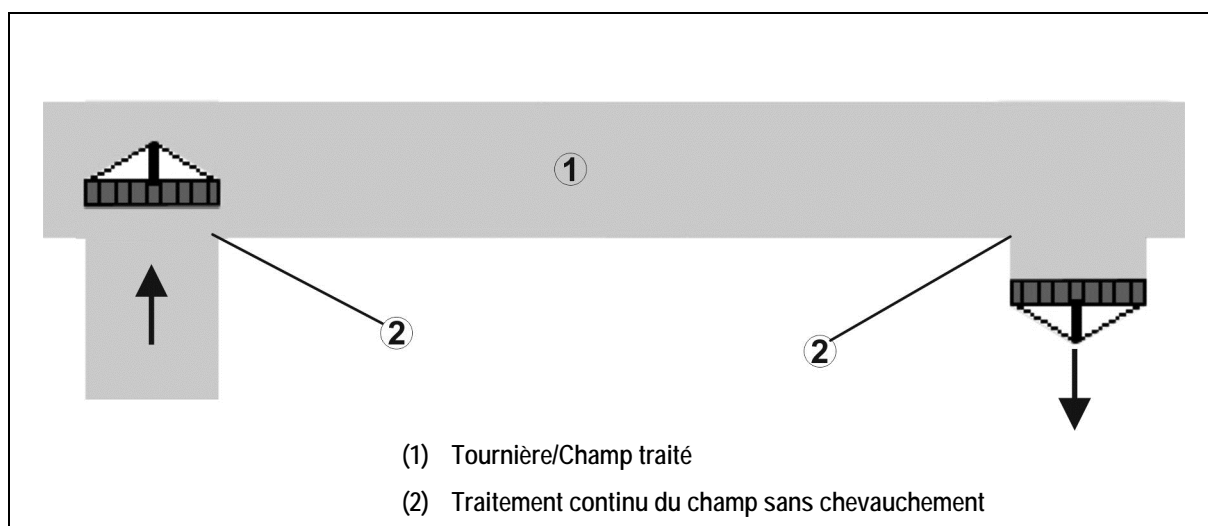 1
2
2
(1) Tournière/Champ traité
(2) Traitement continu du champ sans chevauchement